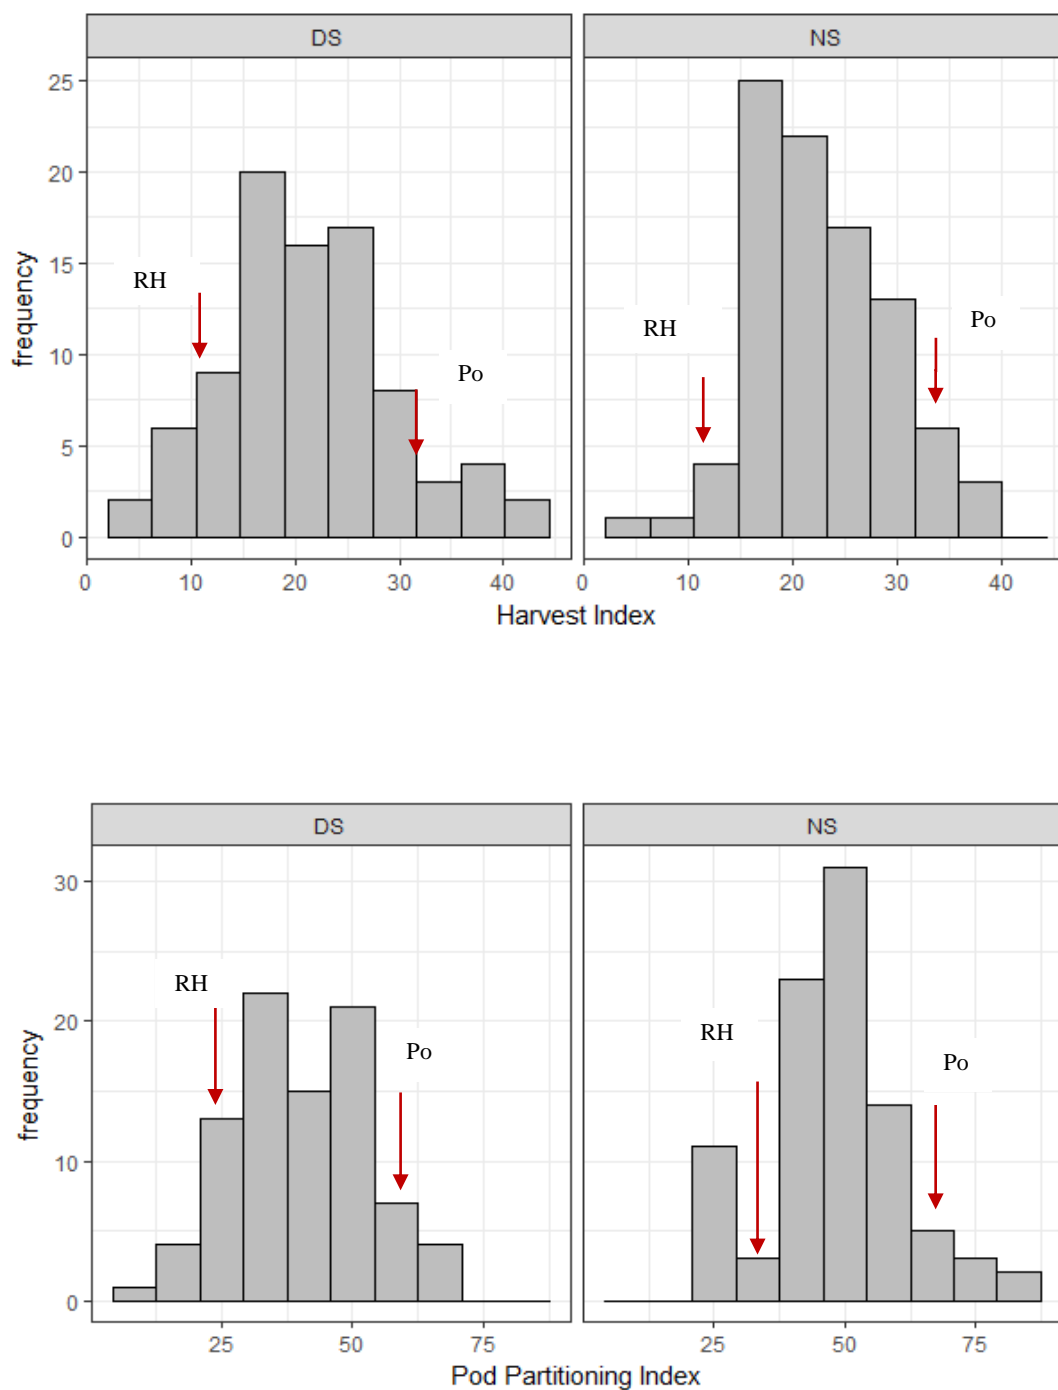 DS NS
25
20
15
10
5
0
frequency
RH
Po
RH
Po
0 10 20 30 40 0 10 20 30 40
Harvest Index
DS NS
30
20
10
0
frequency
RH
Po
RH
Po
25 50 75 25 50 75
Pod Partitioning Index